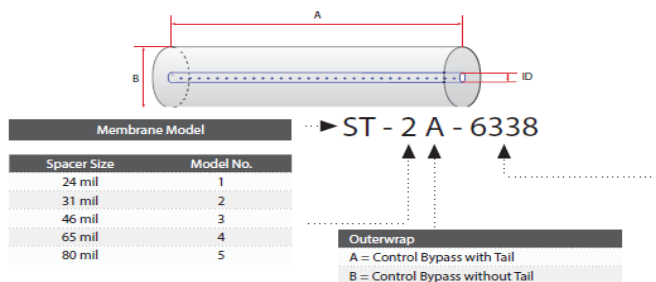 A
B
ID
Membrane Model
ST - 2 A - 6338
Spacer Size Model No.
24 mil 1
31 mil 2
46 mil 3
65 mil 4
80 mil 5
Outerwrap
A = Control Bypass with Tail
B = Control Bypass without Tail